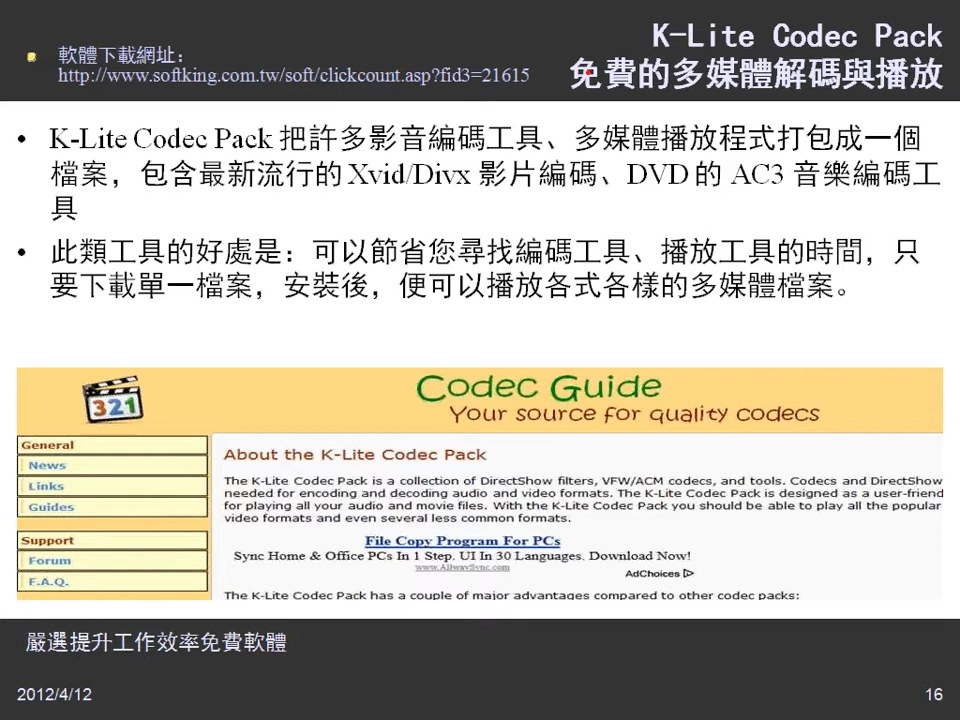 軟體下載網址：
http://www.softking.com.tw/soft/clickcount.asp?fid3=21615
K-Lite Codec Pack
免費的多媒體解碼與播放
• K-Lite Codec Pack 把許多影音編碼工具、多媒體播放程式打包成一個
檔案，包含最新流行的 Xvid/Divx 影片編碼、DVD 的 AC3 音樂編碼工
具
• 此類工具的好處是：可以節省您尋找編碼工具、播放工具的時間，只
要下載單一檔案，安裝後，便可以播放各式各樣的多媒體檔案。
321
Codec Guide
Your source for quality codecs
General
News
Links
Guides
Support
Forum
F.A.Q.
About the K-Lite Codec Pack
The K-Lite Codec Pack is a collection of DirectShow filters, VFW/ACM codecs, and tools. Codecs and DirectShow
needed for encoding and decoding audio and video formats. The K-Lite Codec Pack is designed as a user-friend
for playing all your audio and movie files. With the K-Lite Codec Pack you should be able to play all the popular
video formats and even several less common formats.
File Copy Program For PCs
Sync Home & Office PCs In 1 Step. UI In 30 Languages. Download Now!
www.AllwaySync.com
AdChoices
The K-Lite Codec Pack has a couple of major advantages compared to other codec packs:
嚴選提升工作效率免費軟體
2012/4/12
16